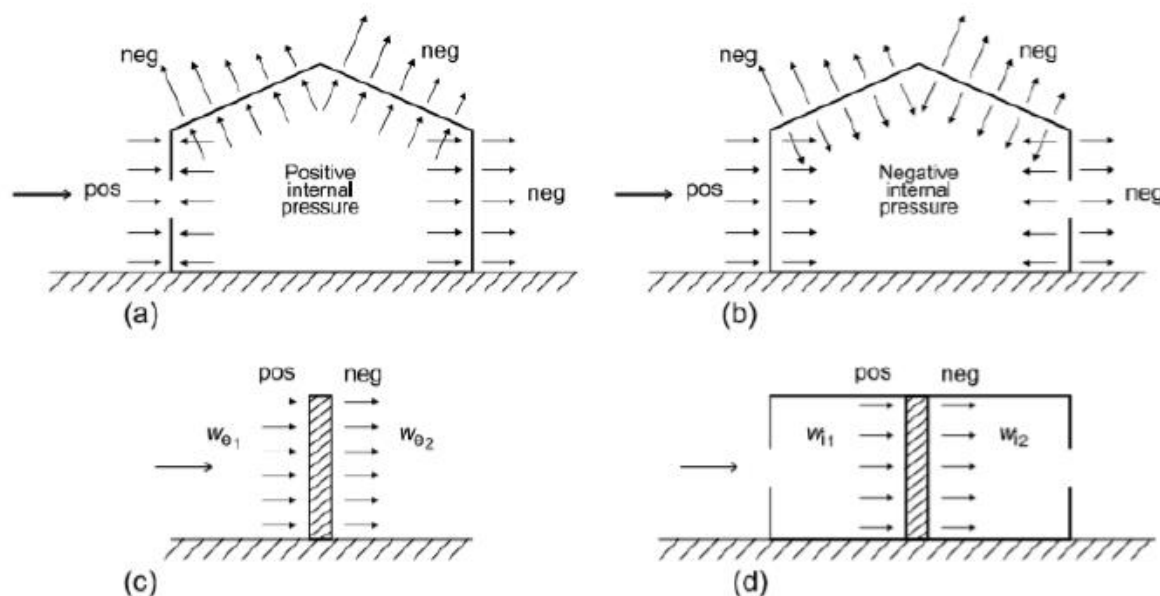 neg
neg
pos
Positive
internal
pressure
neg
(a)
neg
neg
pos
Negative
internal
pressure
neg
(b)
pos neg
We1 We2
(c)
pos neg
Wi1 Wi2
(d)